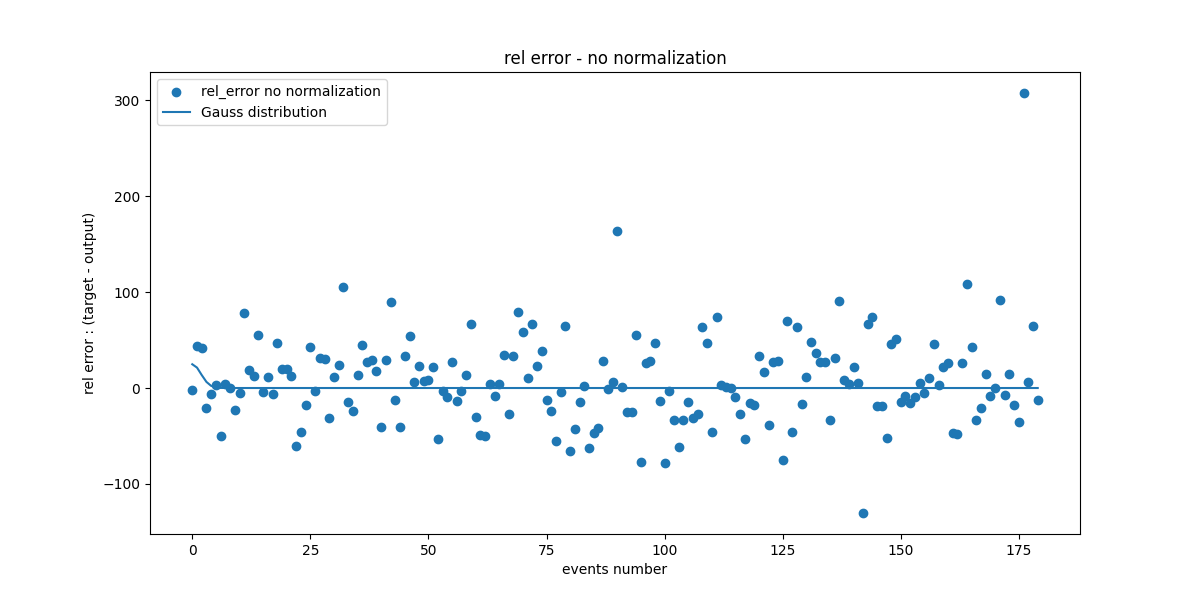 rel error - no normalization
rel_error no normalization
Gauss distribution
rel error : (target - output)
300
200
100
0
−100
0 25 50 75 100 125 150 175
events number